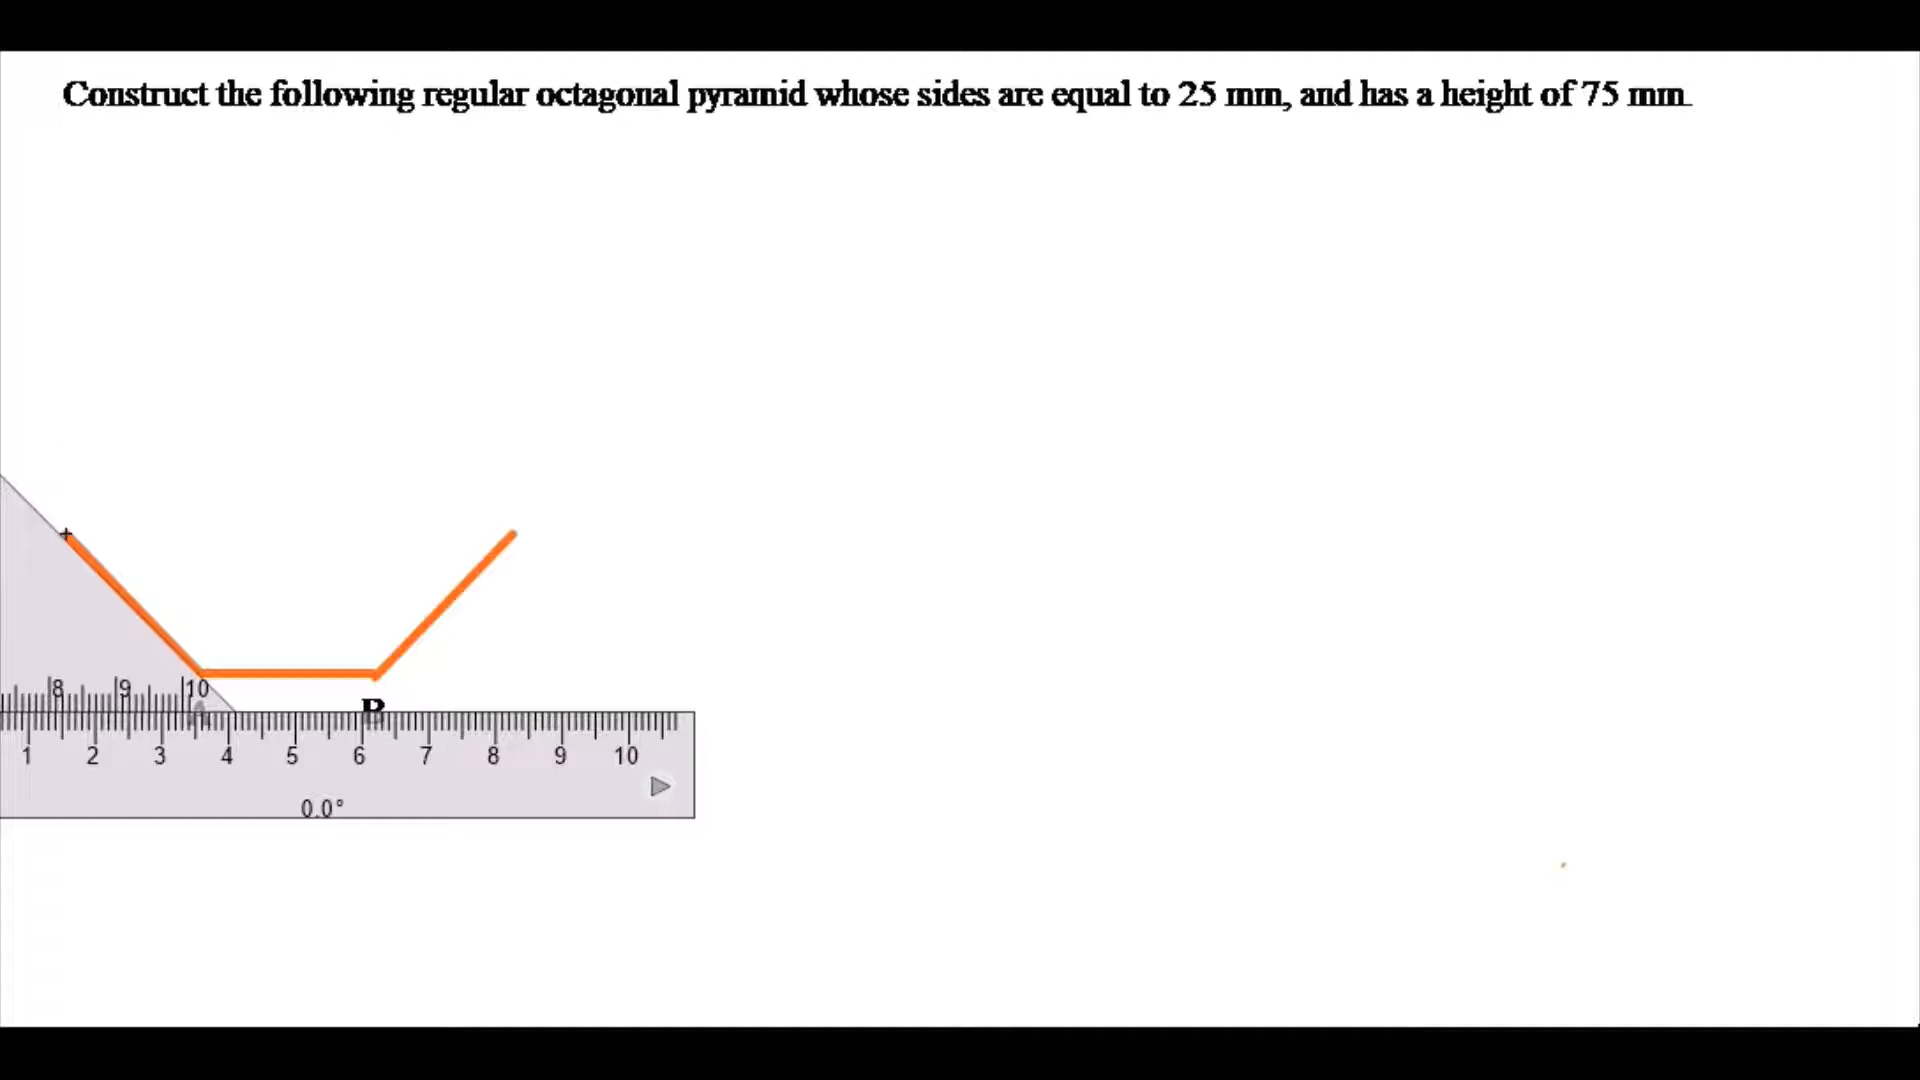 Construct the following regular octagonal pyramid whose sides are equal to 25 mm, and has a height of 75 mm.
8 9 10
A B
1 2 3 4 5 6 7 8 9 10
0.0°